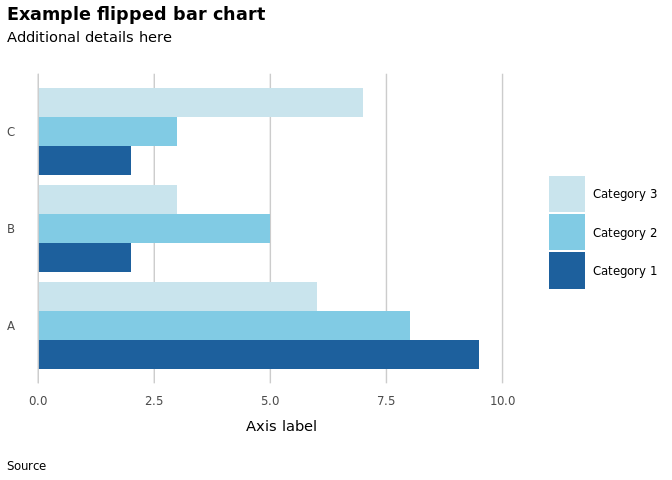 Example flipped bar chart
Additional details here
C
B
A
Category 3
Category 2
Category 1
0.0 2.5 5.0 7.5 10.0
Axis label
Source